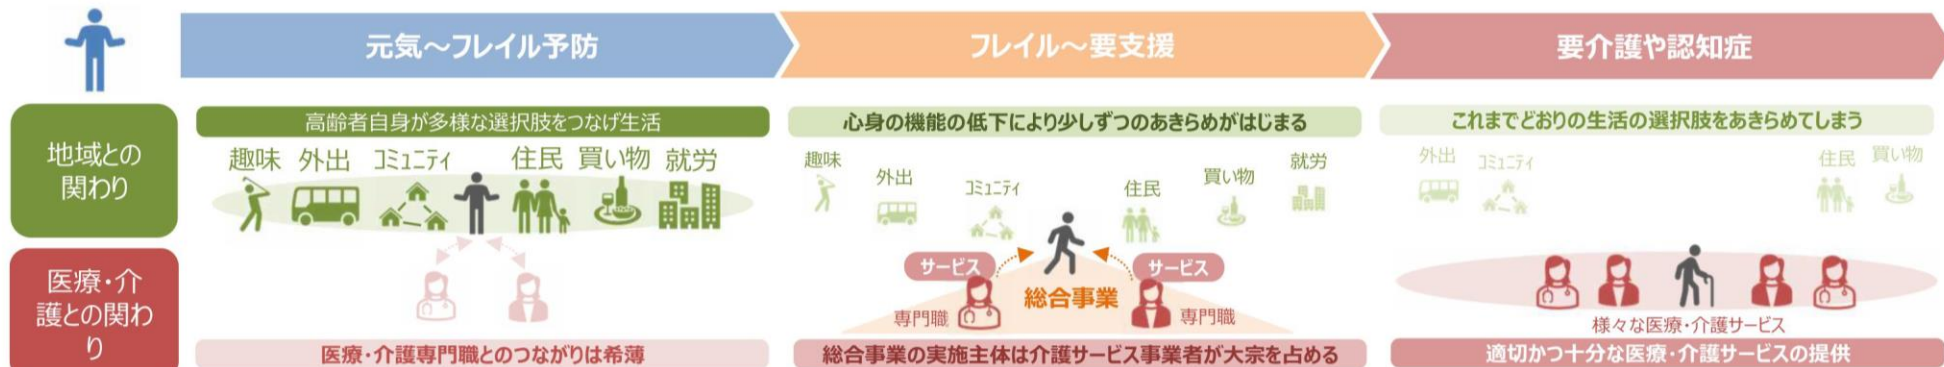 元気～フレイル予防
フレイル～要支援
要介護や認知症
地域との
関わり
高齢者自身が多様な選択肢をつなげ生活
趣味
外出
コミュニティ
住民
買い物
就労
心身の機能の低下により少しずつのあきらめがはじまる
趣味
外出
コミュニティ
住民
買い物
就労
これまでどおりの生活の選択肢をあきらめてしまう
外出
コミュニティ
住民
買い物
医療・介
護との関わ
り
医療・介護専門職とのつながりは希薄
サービス
サービス
総合事業
専門職
専門職
総合事業の実施主体は介護サービス事業者が大宗を占める
様々な医療・介護サービス
適切かつ十分な医療・介護サービスの提供